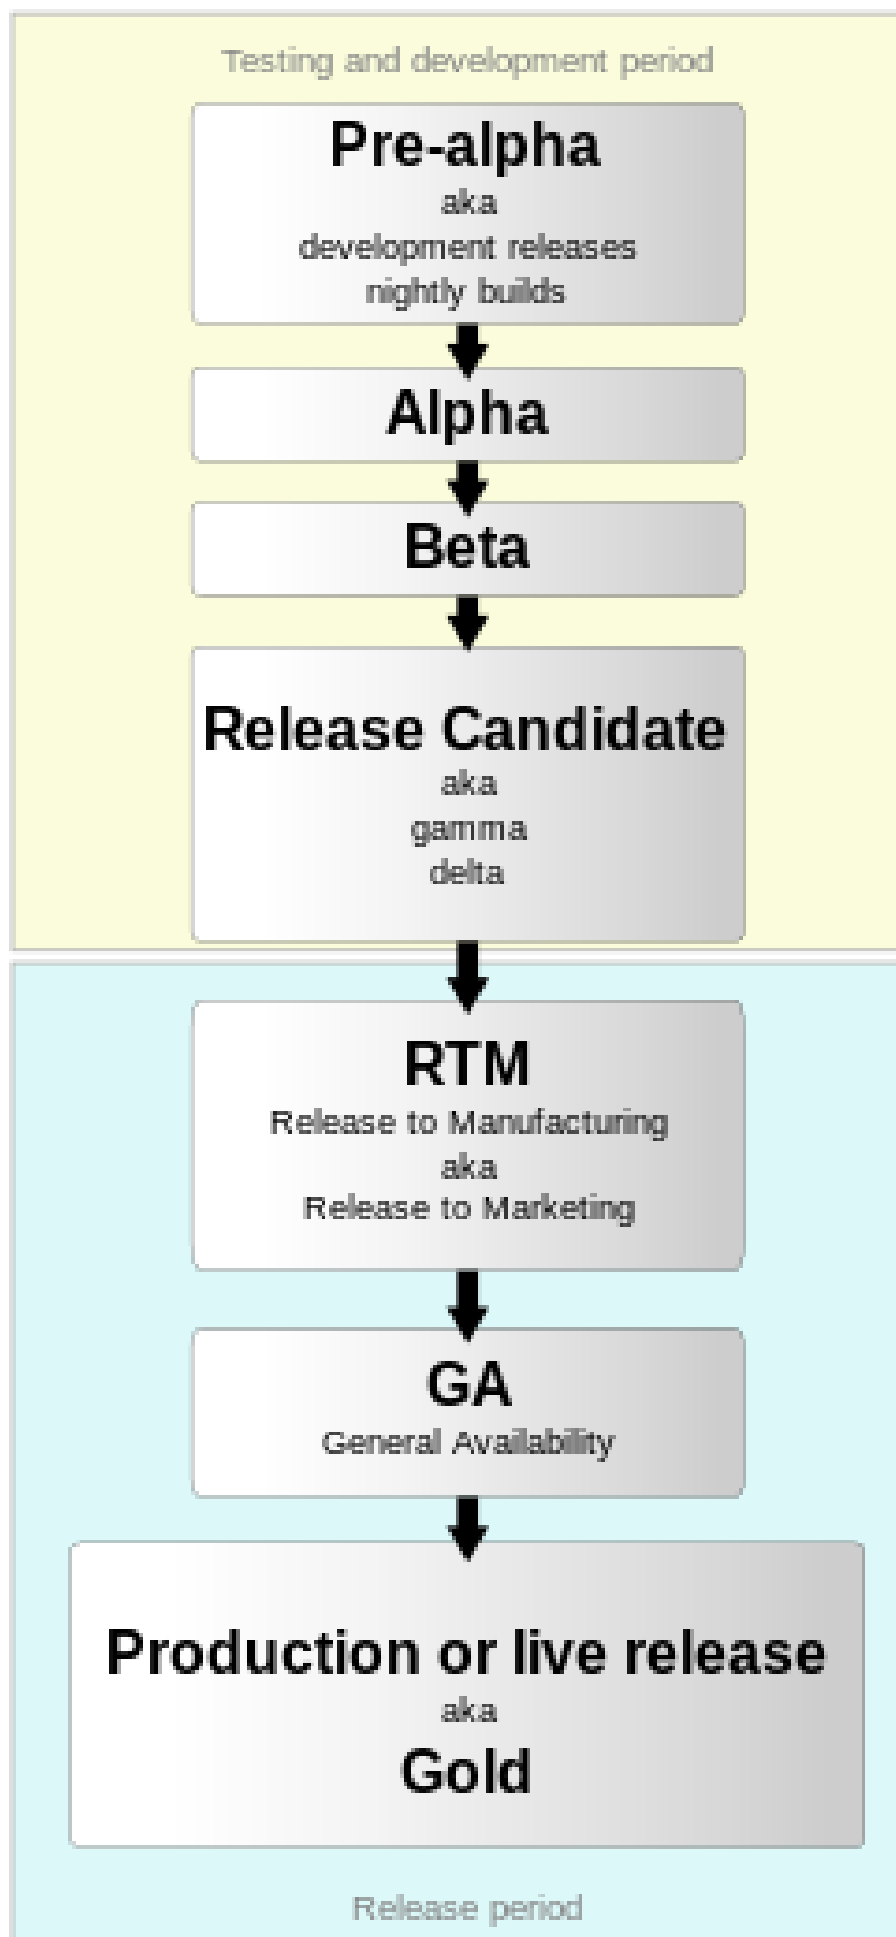 Testing and development period
Pre-alpha
aka
development releases
nightly builds
Alpha
Beta
Release Candidate
aka
gamma
delta
RTM
Release to Manufacturing
aka
Release to Marketing
GA
General Availability
Production or live release
aka
Gold
Release period